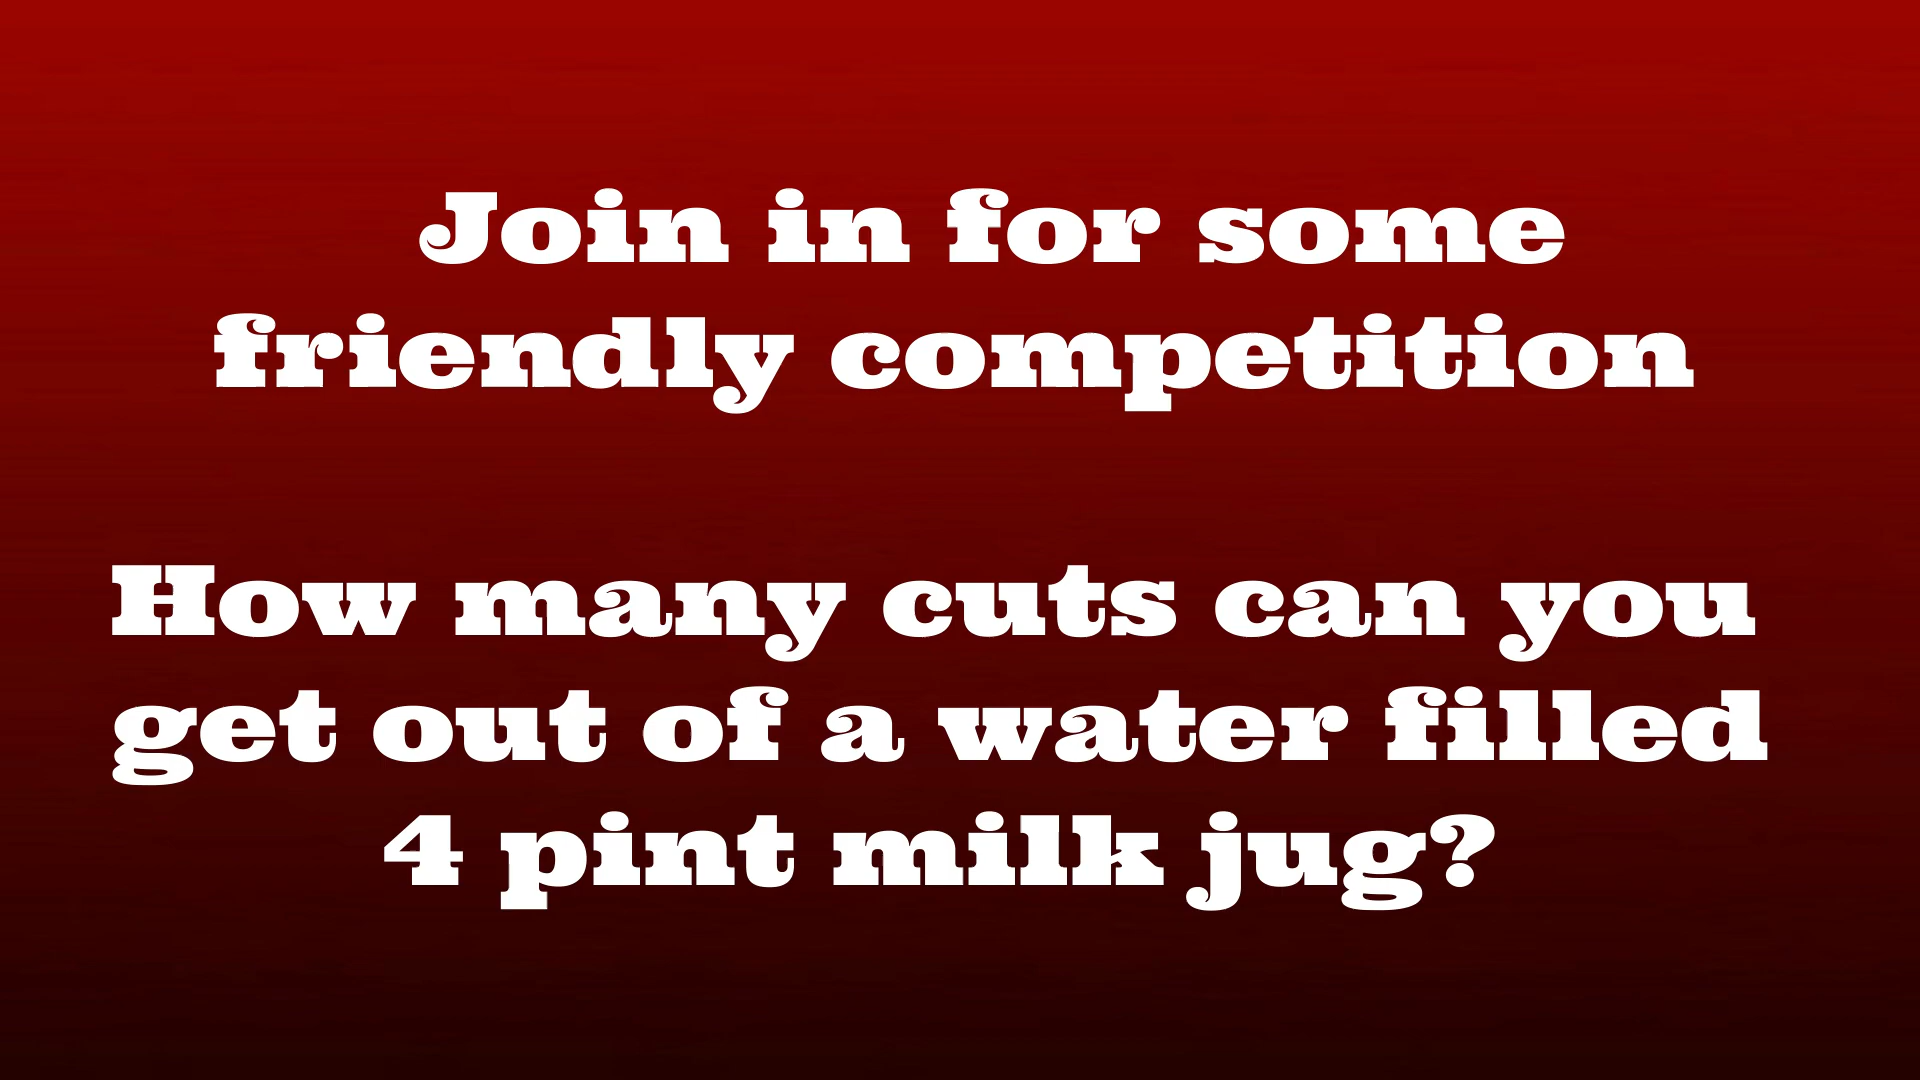 Join in for some
friendly competition
How many cuts can you
get out of a water filled
4 pint milk jug?